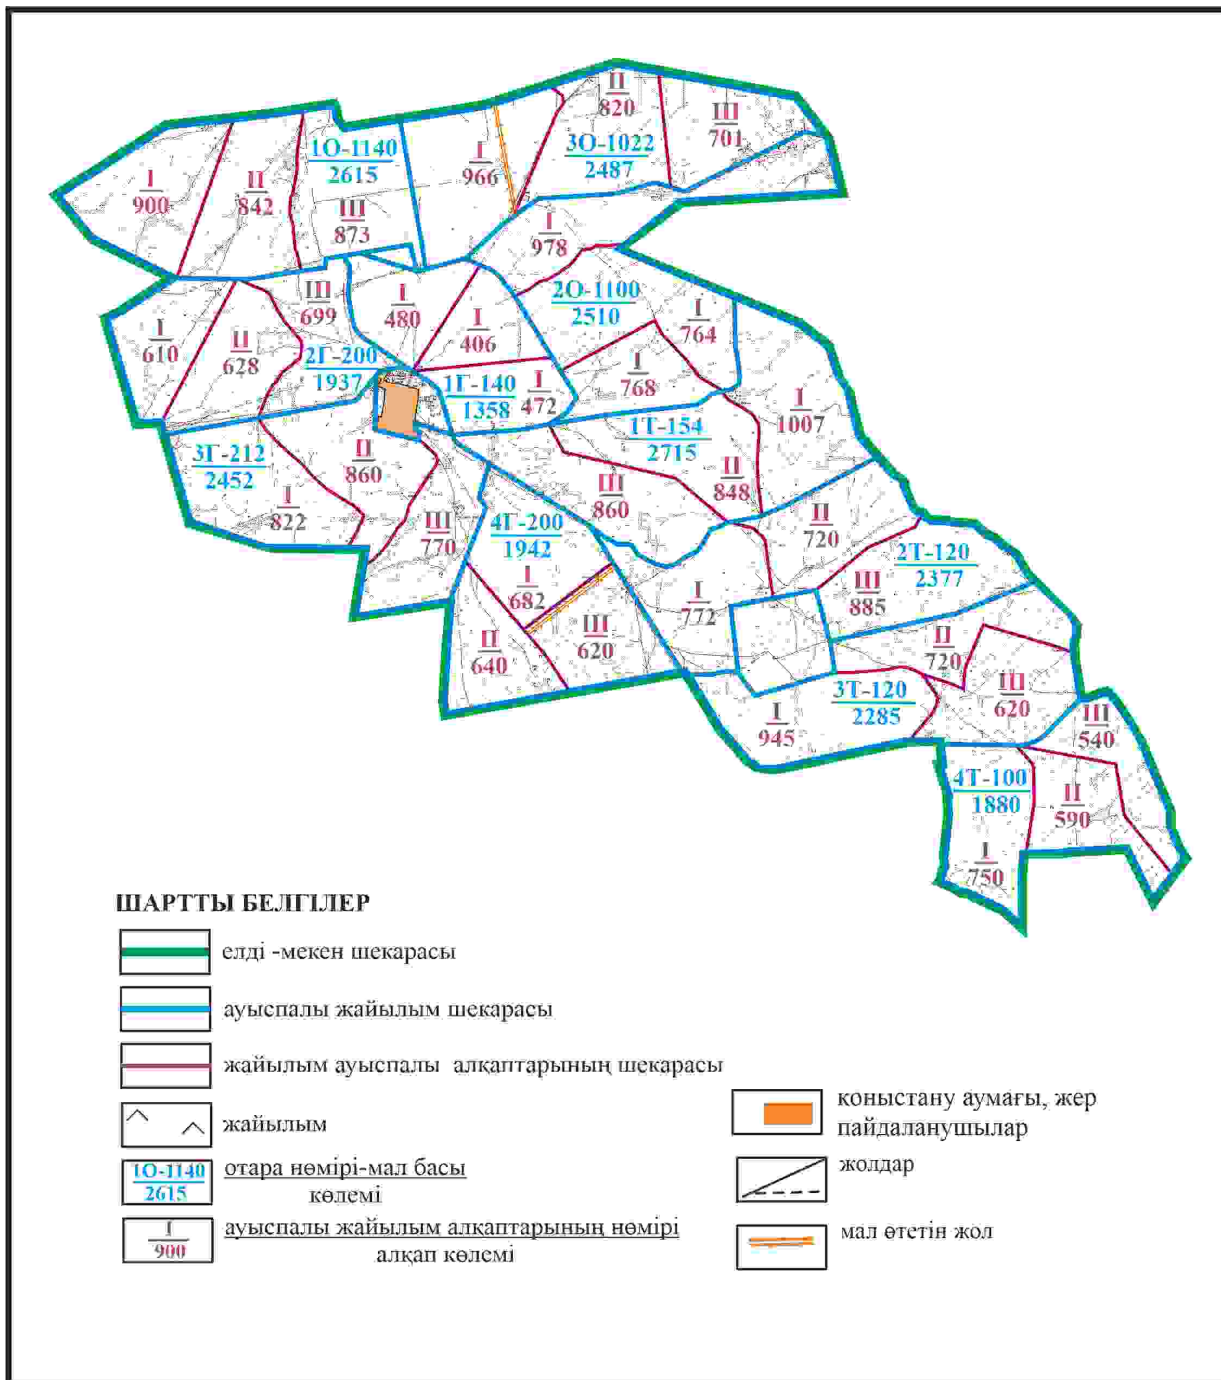 II
820
III
701
1О-1140
2615
3О-1022
2487
I
966
I
900
II
842
III
873
I
978
III
699
2О-1100
2510
I
480
I
406
I
764
I
610
II
628
2Г-200
1937
I
768
1Г-140
1358
I
472
I
1007
1Т-154
2715
3Г-212
2452
II
860
II
848
III
860
I
822
III
770
4Г-200
1942
II
720
2Т-120
2377
I
682
I
772
III
885
II
640
III
620
II
720
3Т-120
2285
III
620
I
945
III
540
4Т-100
1880
II
590
I
750
ШАРТТЫ БЕЛГІЛЕР
елді -мекен шекарасы
ауыспалы жайылым шекарасы
жайылым ауыспалы алқаптарының шекарасы
жайылым
1О-1140
2615
отара нөмірі-мал басы
көлемі
I
900
ауыспалы жайылым алқаптарының нөмірі
алқап көлемі
қоныстану аумағы, жер
пайдаланушылар
жолдар
мал өтетін жол